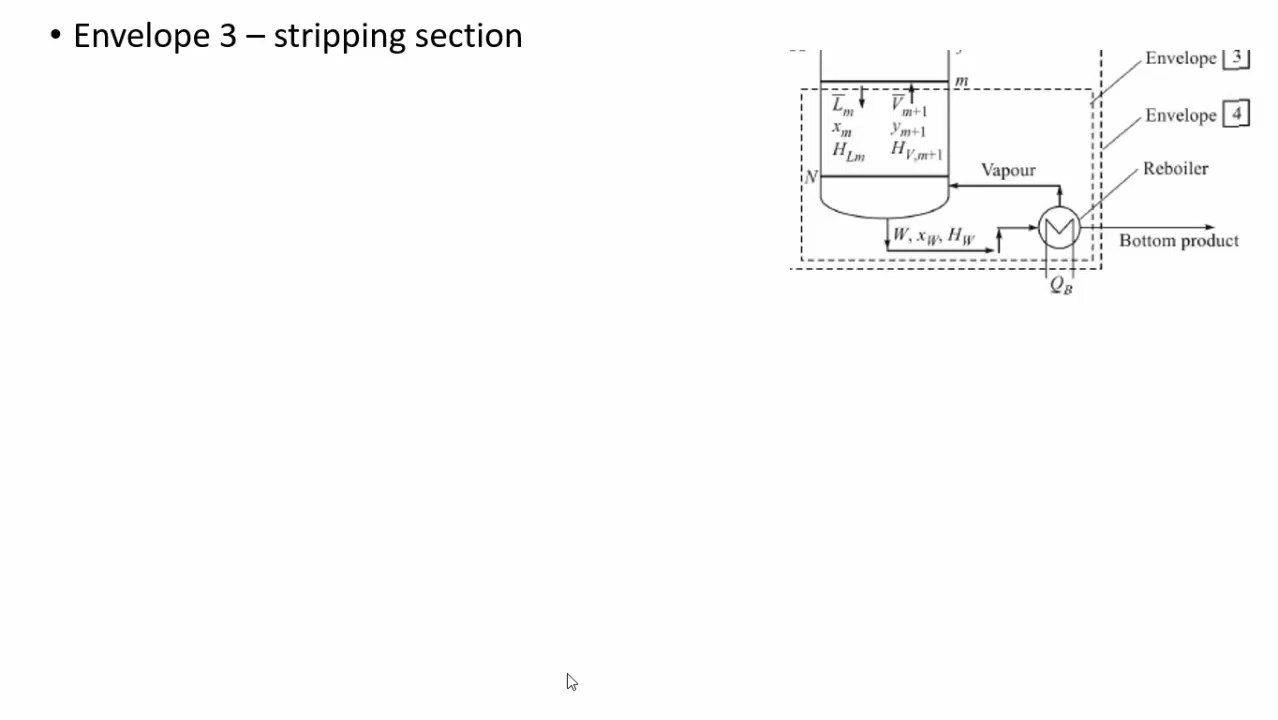 • Envelope 3 – stripping section
Envelope 3
m
L̅m V̅m+1
Envelope 4
xm ym+1
HLm HV,m+1
Vapour
Reboiler
N
W, xW, HW
Bottom product
QB